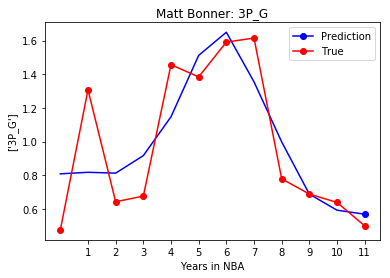 Matt Bonner: 3P_G
Prediction
True
1.6
1.4
1.2
1.0
0.8
0.6
['3P_G']
1 2 3 4 5 6 7 8 9 10 11
Years in NBA